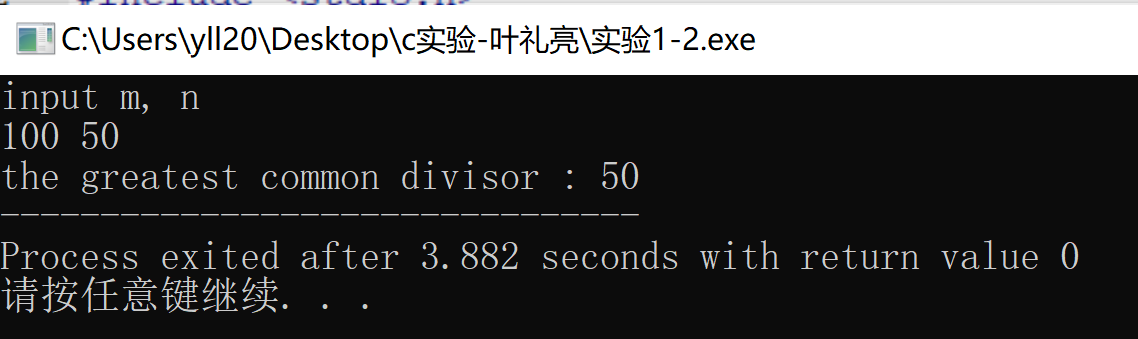 #include <stdio.h>
C:\Users\yll20\Desktop\c实验-叶礼亮\实验1-2.exe
input m, n
100 50
the greatest common divisor : 50
--------------------------------
Process exited after 3.882 seconds with return value 0
请按任意键继续. . .